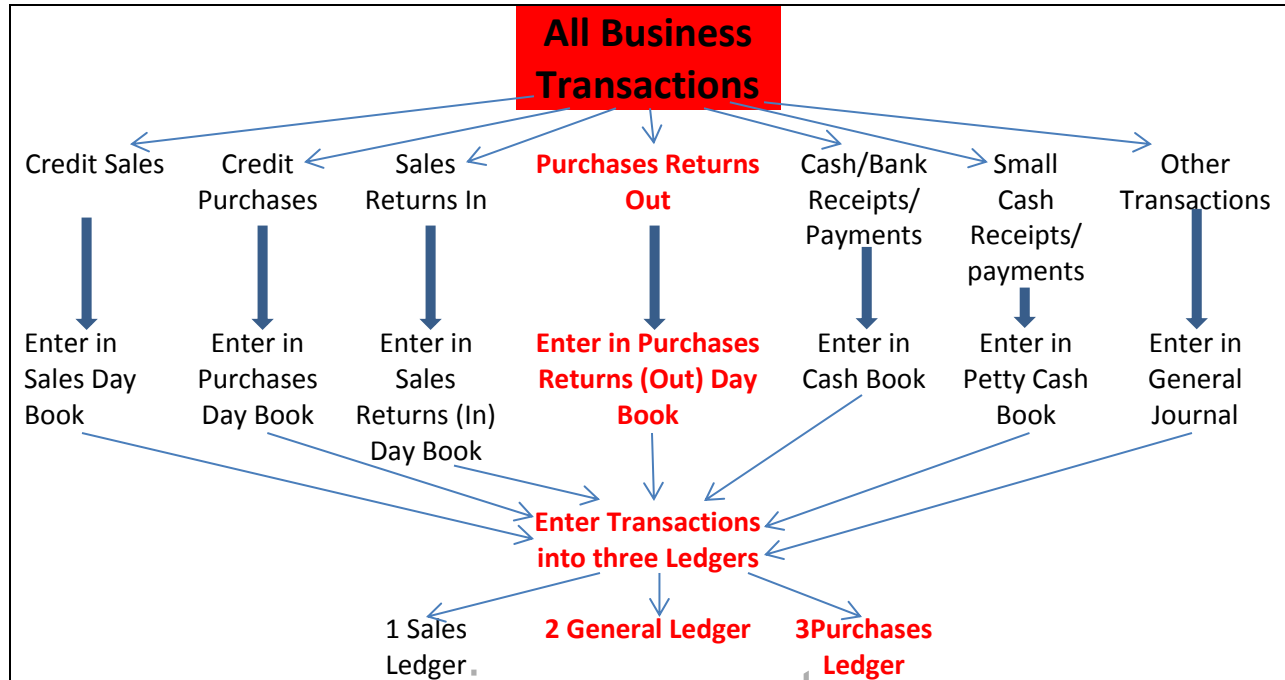 All Business
Transactions
Credit Sales
Credit
Purchases
Sales
Returns In
Purchases Returns
Out
Cash/Bank
Receipts/
Payments
Small
Cash
Receipts/
payments
Other
Transactions
Enter in
Sales Day
Book
Enter in
Purchases
Day Book
Enter in
Sales
Returns (In)
Day Book
Enter in Purchases
Returns (Out) Day
Book
Enter in
Cash Book
Enter in
Petty Cash
Book
Enter in
General
Journal
Enter Transactions
into three Ledgers
1 Sales
Ledger
2 General Ledger
3Purchases
Ledger